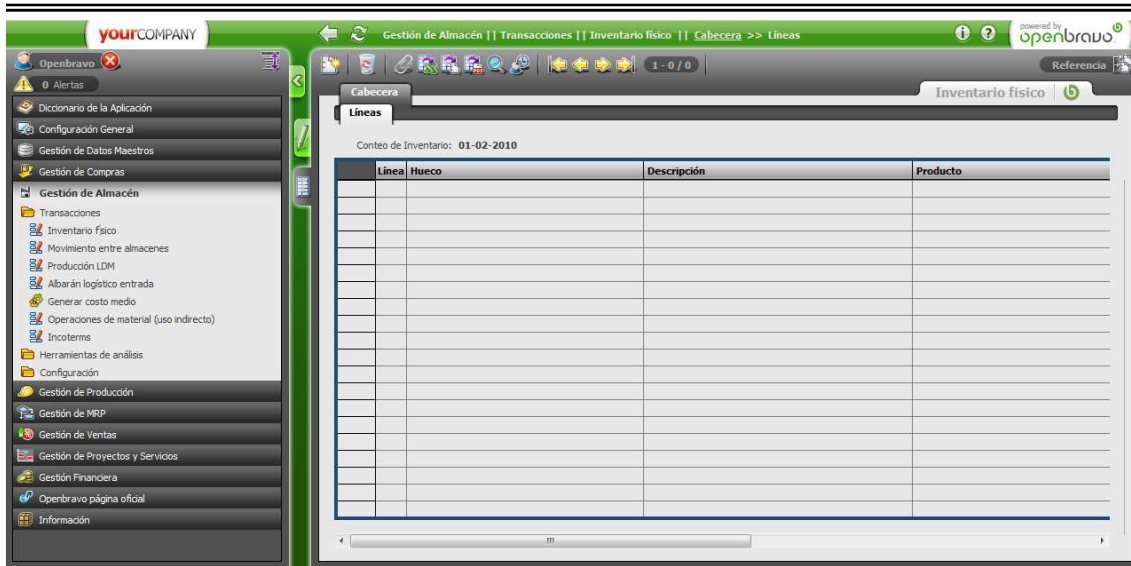 yourCOMPANY
Gestión de Almacén || Transacciones || Inventario físico || Cabecera >> Líneas
powered by
openbravo
Openbravo
0 Alertas
1 - 0 / 0
Referencia
Cabecera
Inventario físico
Líneas
Conteo de Inventario: 01-02-2010
Línea Hueco Descripción Producto
Diccionario de la Aplicación
Configuración General
Gestión de Datos Maestros
Gestión de Compras
Gestión de Almacén
Transacciones
Inventario fsico
Movimiento entre almacenes
Producción LDM
Albarán logístico entrada
Generar costo medio
Operaciones de material (uso indirecto)
Incoterms
Herramientas de análisis
Configuración
Gestión de Producción
Gestión de MRP
Gestión de Ventas
Gestión de Proyectos y Servicios
Gestión Financiera
Openbravo página oficial
Información